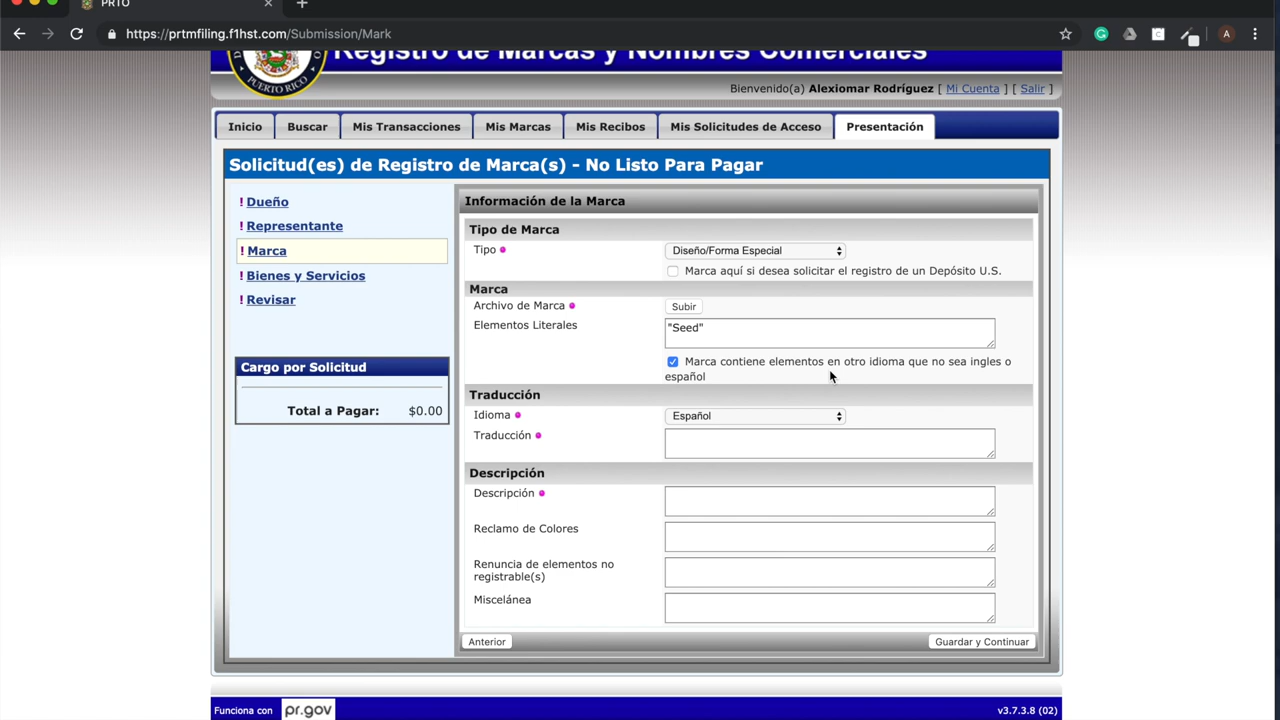 PRTO
https://prtmfiling.f1hst.com/Submission/Mark
A
Registro de Marcas y Nombres Comerciales
PUERTO RICO
Bienvenido(a) Alexiomar Rodríguez [ Mi Cuenta ] [ Salir ]
Inicio Buscar Mis Transacciones Mis Marcas Mis Recibos Mis Solicitudes de Acceso Presentación
Solicitud(es) de Registro de Marca(s) - No Listo Para Pagar
! Dueño
! Representante
! Marca
! Bienes y Servicios
! Revisar
Cargo por Solicitud
Total a Pagar: $0.00
Información de la Marca
Tipo de Marca
Tipo Diseño/Forma Especial
Marca aquí si desea solicitar el registro de un Depósito U.S.
Marca
Archivo de Marca Subir
Elementos Literales "Seed"
Marca contiene elementos en otro idioma que no sea ingles o
español
Traducción
Idioma Español
Traducción
Descripción
Descripción
Reclamo de Colores
Renuncia de elementos no
registrable(s)
Miscelánea
Anterior Guardar y Continuar
Funciona con pr.gov v3.7.3.8 (02)